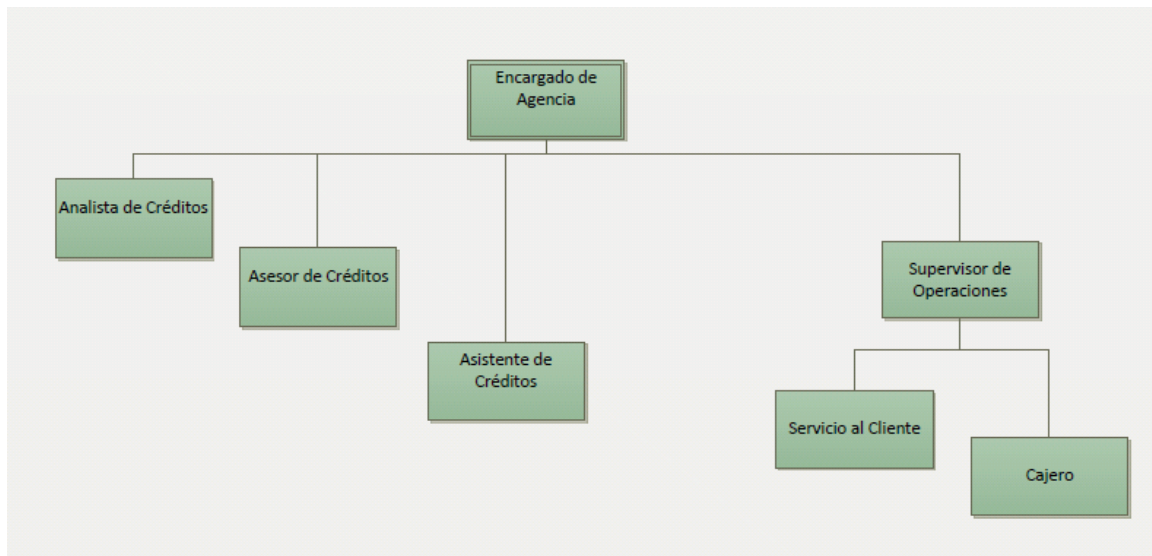 Encargado de
Agencia
Analista de Créditos
Asesor de Créditos
Supervisor de
Operaciones
Asistente de
Créditos
Servicio al Cliente
Cajero